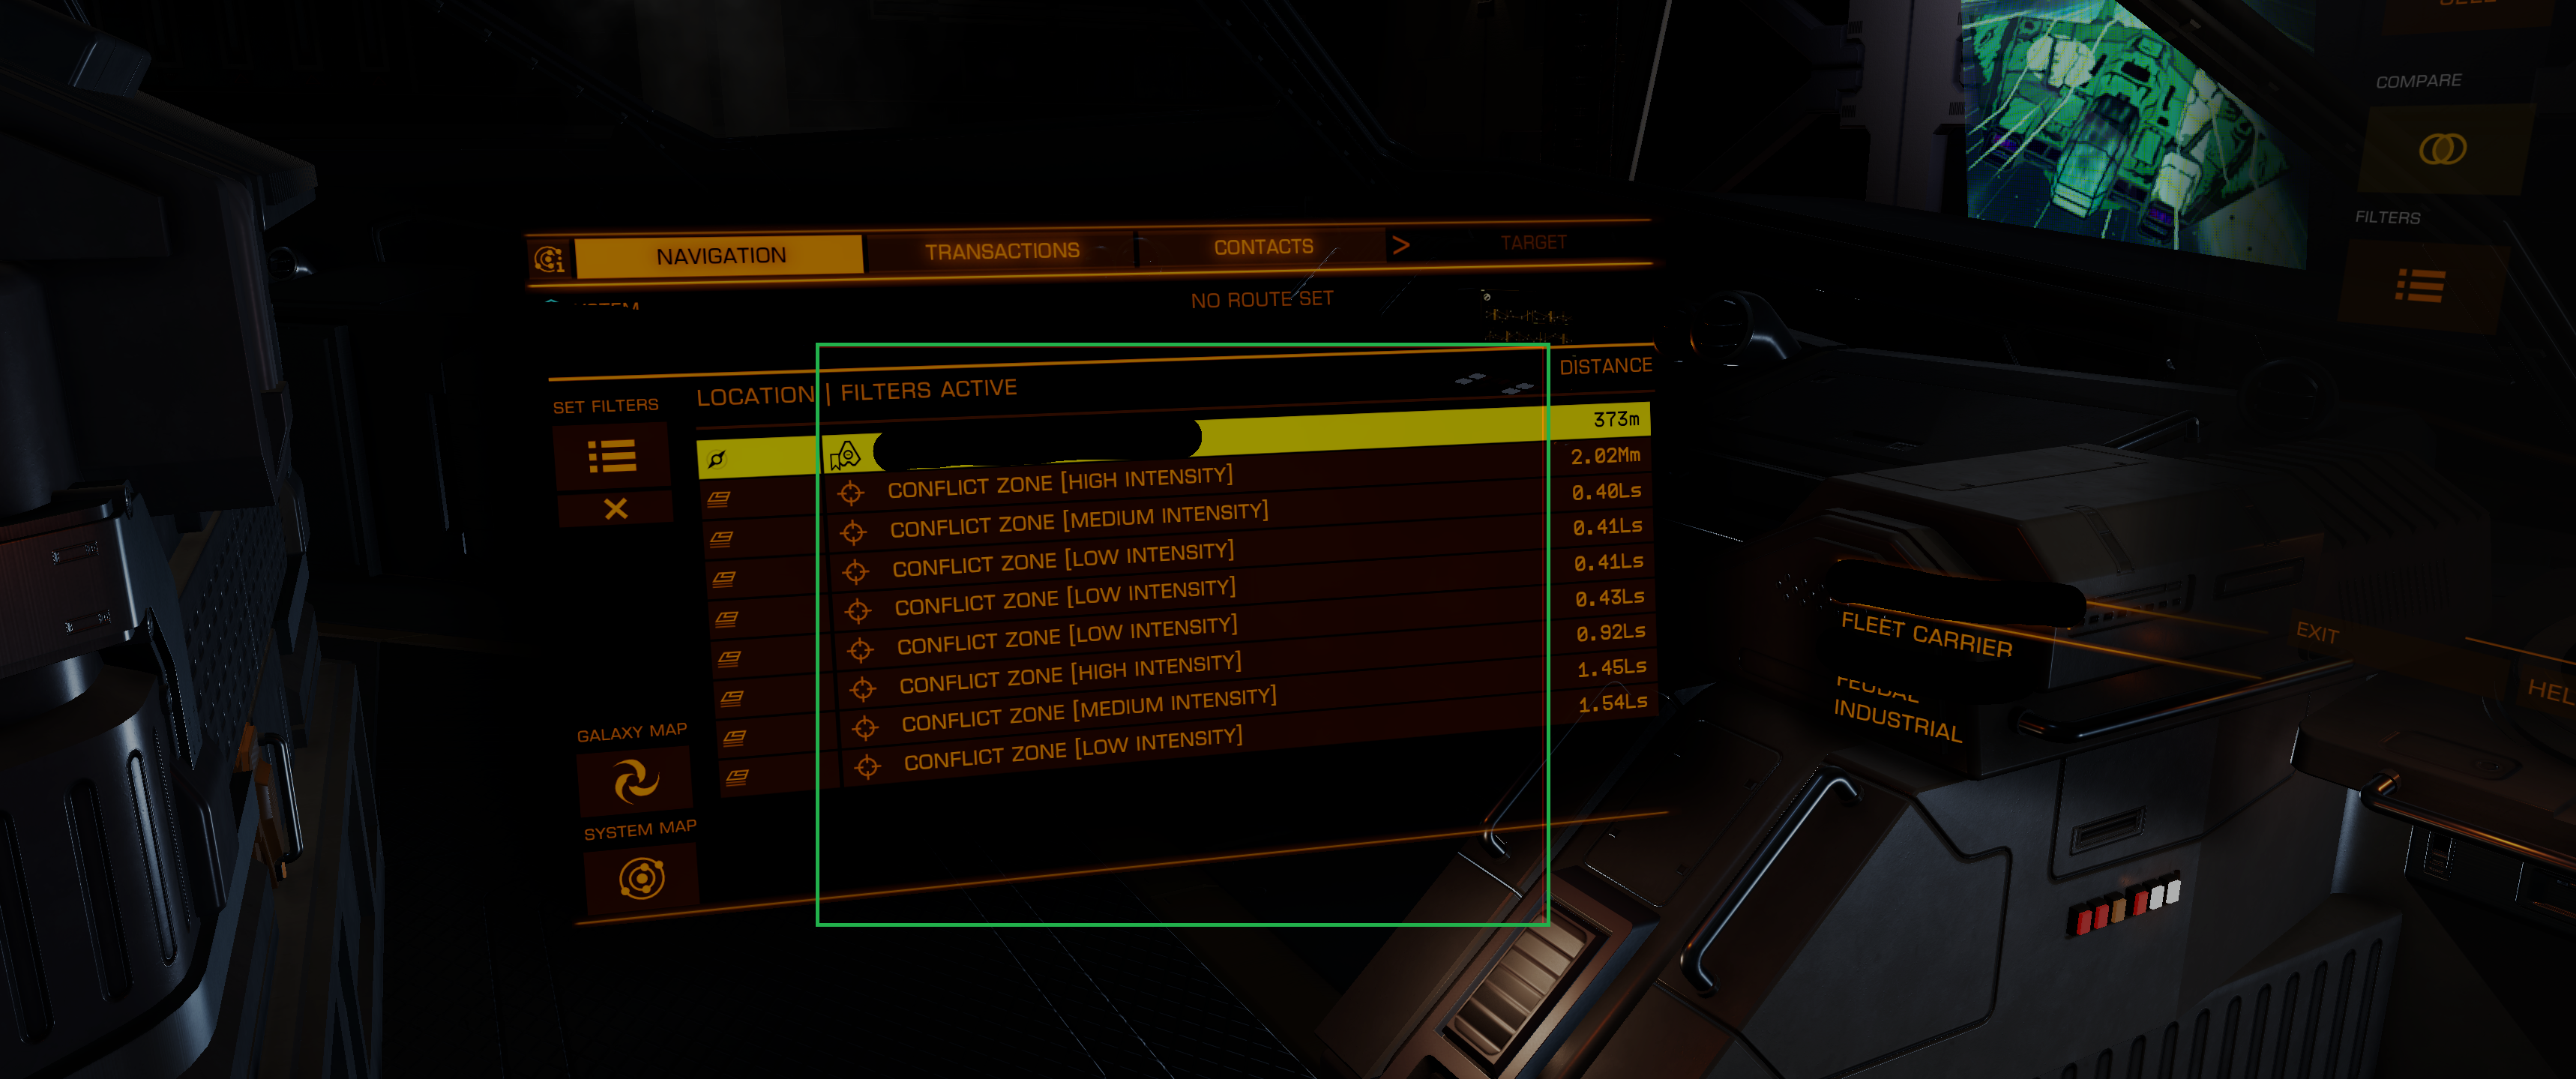 SELL
COMPARE
FILTERS
NAVIGATION TRANSACTIONS CONTACTS > TARGET
NO ROUTE SET
LOCATION | FILTERS ACTIVE DISTANCE
SET FILTERS
373m
CONFLICT ZONE [HIGH INTENSITY] 2.02Mm
CONFLICT ZONE [MEDIUM INTENSITY] 0.40Ls
CONFLICT ZONE [LOW INTENSITY] 0.41Ls
CONFLICT ZONE [LOW INTENSITY] 0.41Ls
CONFLICT ZONE [LOW INTENSITY] 0.43Ls
CONFLICT ZONE [HIGH INTENSITY] 0.92Ls
CONFLICT ZONE [MEDIUM INTENSITY] 1.45Ls
CONFLICT ZONE [LOW INTENSITY] 1.54Ls
GALAXY MAP
SYSTEM MAP
FLEET CARRIER
FEUDAL
INDUSTRIAL
EXIT
HEL